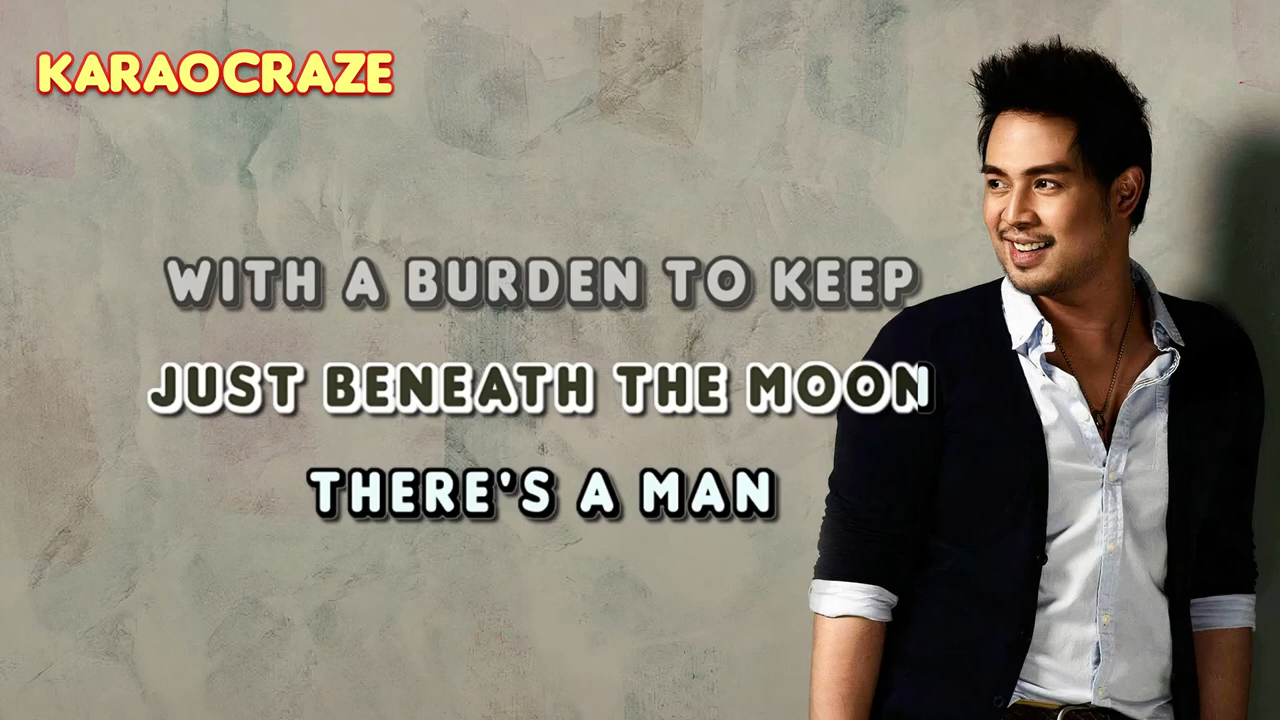 KARAOCRAZE
WITH A BURDEN TO KEEP
JUST BENEATH THE MOON
THERE'S A MAN